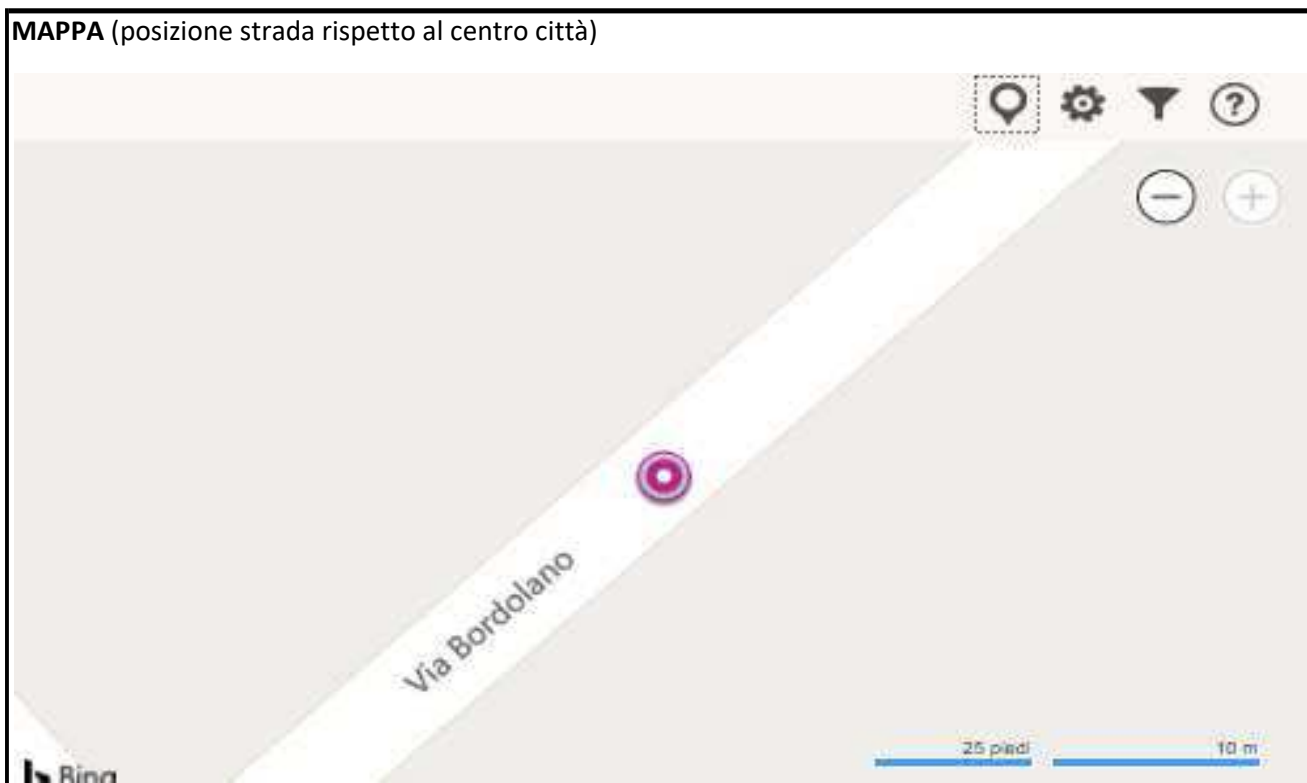 MAPPA (posizione strada rispetto al centro città)
?
Via Bordolano
25 piedi 10 m
Bing